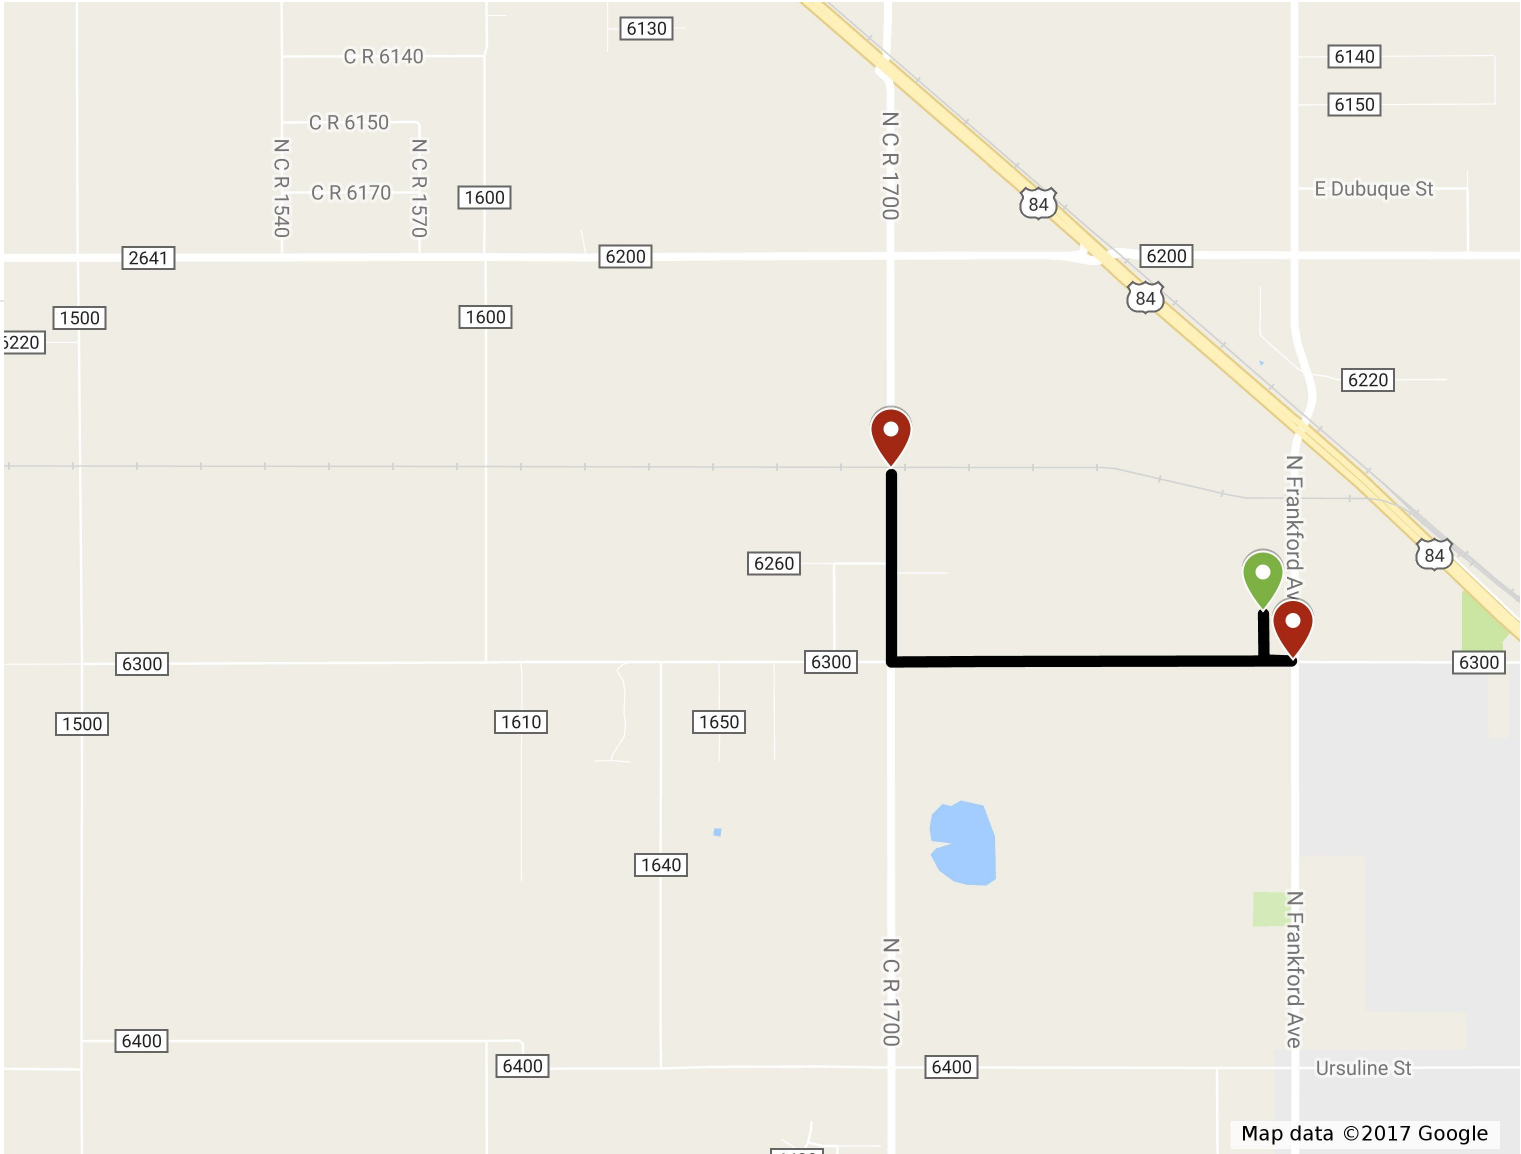 6130
C R 6140
6140
6150
C R 6150
N C R 1700
N C R 1540
N C R 1570
C R 6170
E Dubuque St
1600
84
2641
6200
6200
84
1500
1600
6220
6220
N Frankford Av
84
6260
6300
6300
6300
1500
1610
1650
1640
N Frankford Ave
N C R 1700
6400
6400
6400
Ursuline St
Map data ©2017 Google